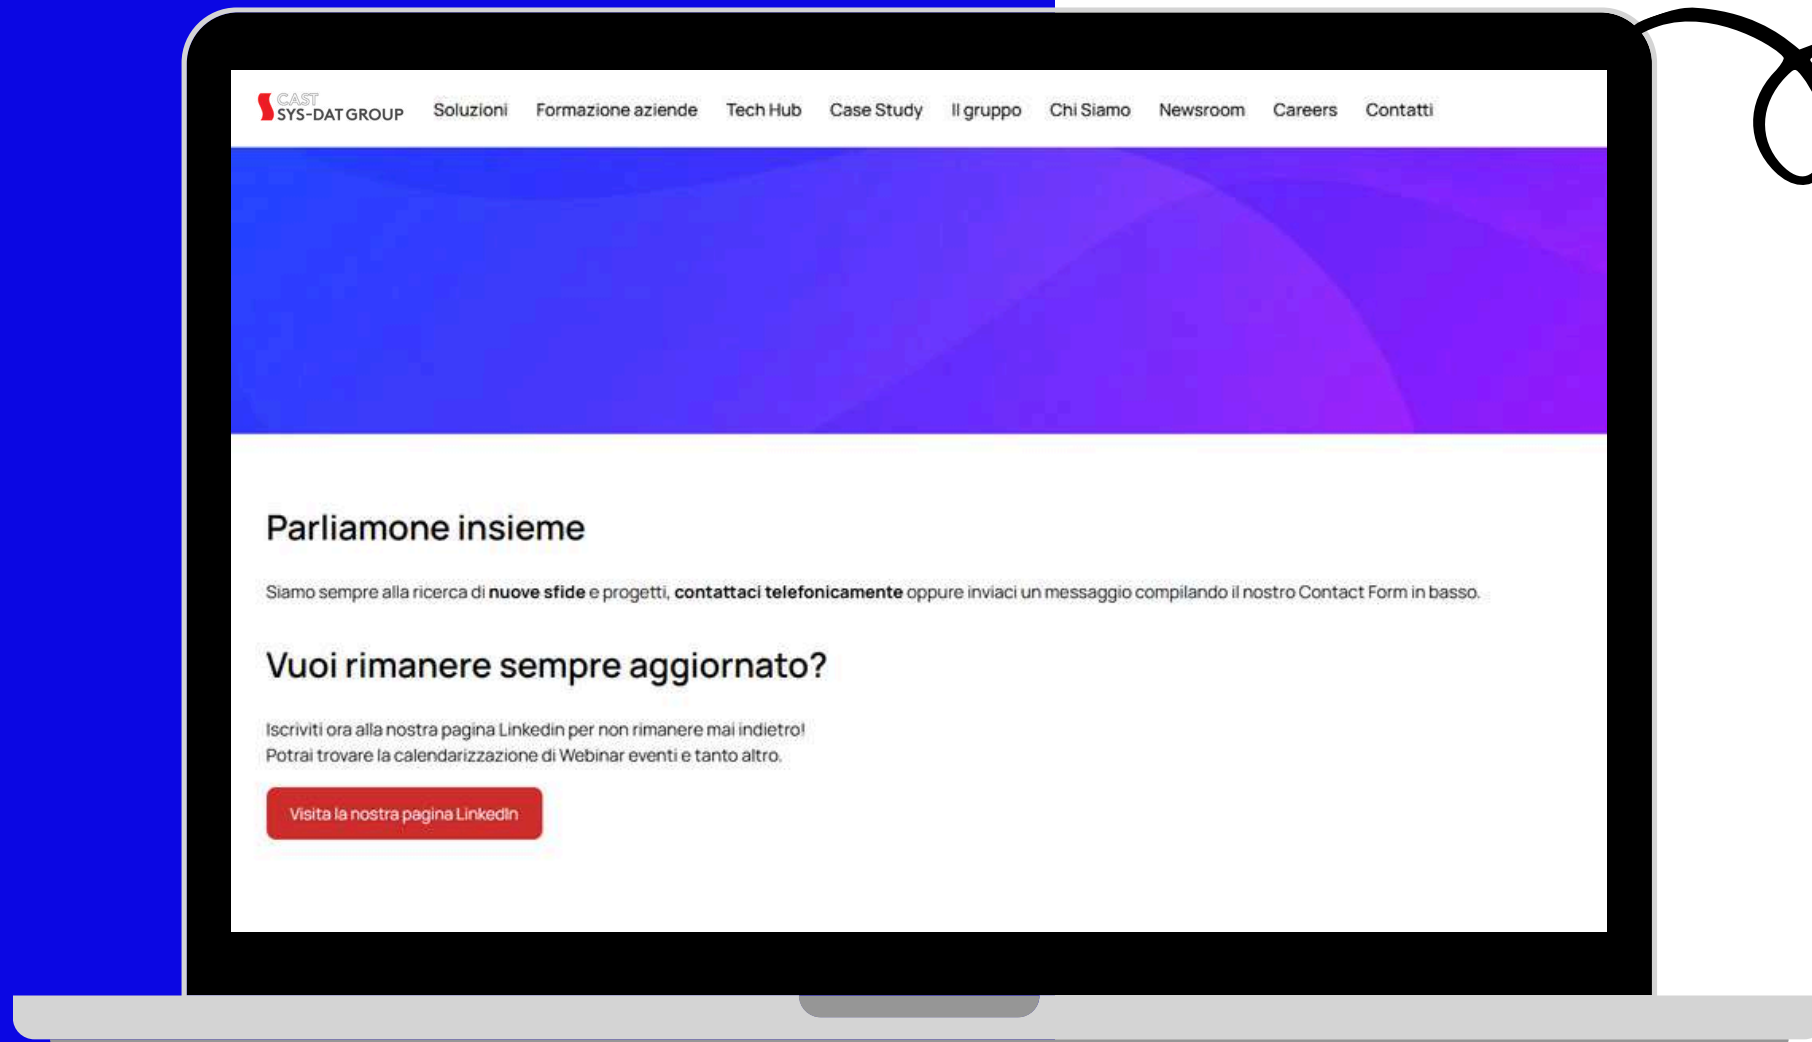 CAST
SYS-DAT GROUP
Soluzioni Formazione aziende Tech Hub Case Study Il gruppo Chi Siamo Newsroom Careers Contatti
Parliamone insieme
Siamo sempre alla ricerca di nuove sfide e progetti, contattaci telefonicamente oppure inviaci un messaggio compilando il nostro Contact Form in basso.
Vuoi rimanere sempre aggiornato?
Iscriviti ora alla nostra pagina Linkedin per non rimanere mai indietro!
Potrai trovare la calendarizzazione di Webinar eventi e tanto altro.
Visita la nostra pagina LinkedIn